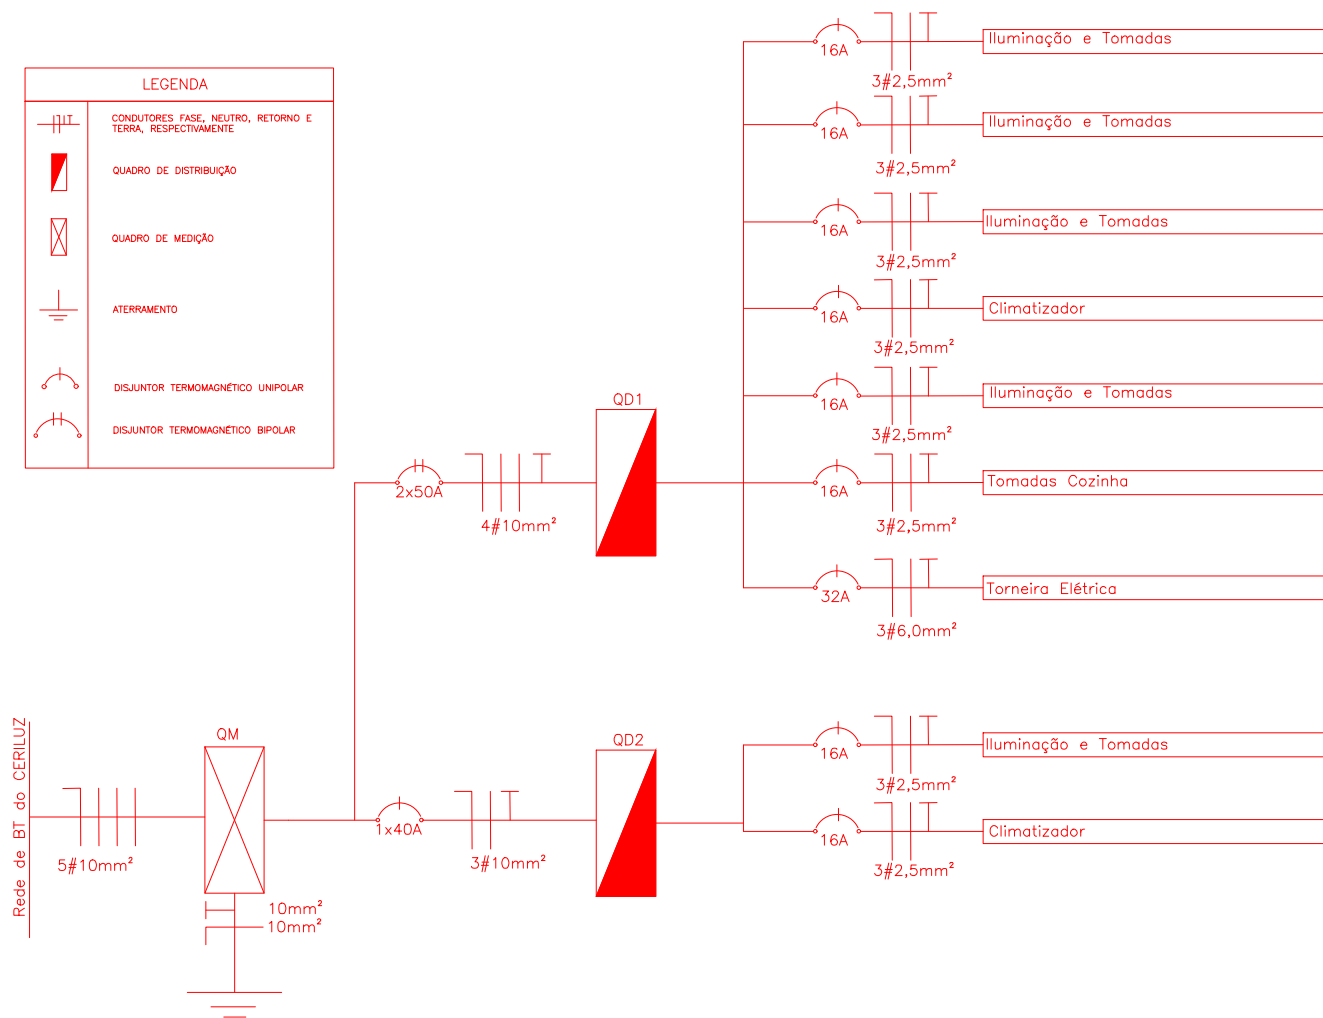 LEGENDA
CONDUTORES FASE, NEUTRO, RETORNO E
TERRA, RESPECTIVAMENTE
QUADRO DE DISTRIBUIÇÃO
QUADRO DE MEDIÇÃO
ATERRAMENTO
DISJUNTOR TERMOMAGNÉTICO UNIPOLAR
DISJUNTOR TERMOMAGNÉTICO BIPOLAR
Rede de BT do CERILUZ
5#10mm²
QM
10mm²
10mm²
2x50A
4#10mm²
QD1
16A
3#2,5mm²
Iluminação e Tomadas
16A
3#2,5mm²
Iluminação e Tomadas
16A
3#2,5mm²
Iluminação e Tomadas
16A
3#2,5mm²
Climatizador
16A
3#2,5mm²
Iluminação e Tomadas
16A
3#2,5mm²
Tomadas Cozinha
32A
3#6,0mm²
Torneira Elétrica
1x40A
3#10mm²
QD2
16A
3#2,5mm²
Iluminação e Tomadas
16A
3#2,5mm²
Climatizador